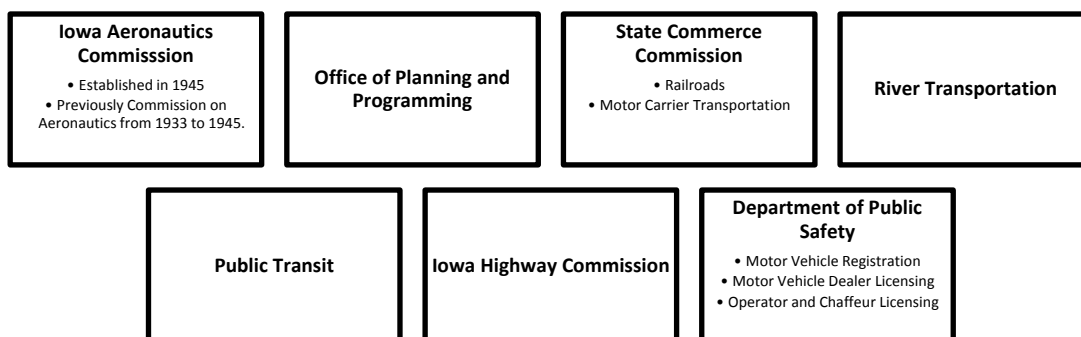 Iowa Aeronautics
Commisssion
• Established in 1945
• Previously Commission on
Aeronautics from 1933 to 1945.
Office of Planning and
Programming
State Commerce
Commission
• Railroads
• Motor Carrier Transportation
River Transportation
Public Transit
Iowa Highway Commission
Department of Public
Safety
• Motor Vehicle Registration
• Motor Vehicle Dealer Licensing
• Operator and Chaffeur Licensing